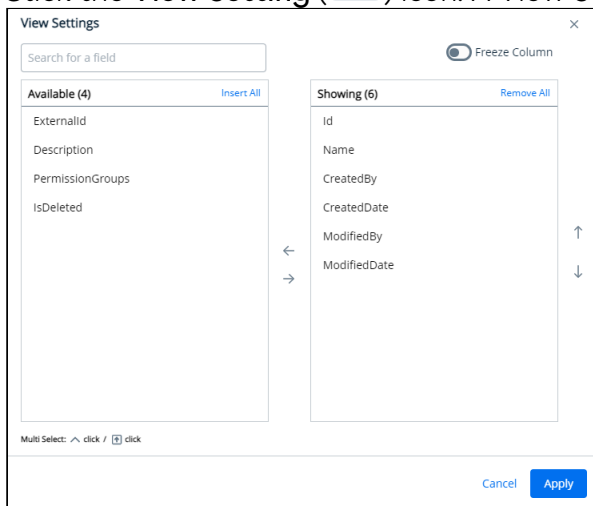 View Settings
Search for a field
Freeze Column
Available (4) Insert All
ExternalId
Description
PermissionGroups
IsDeleted
Showing (6) Remove All
Id
Name
CreatedBy
CreatedDate
ModifiedBy
ModifiedDate
Multi Select: click / click
Cancel Apply